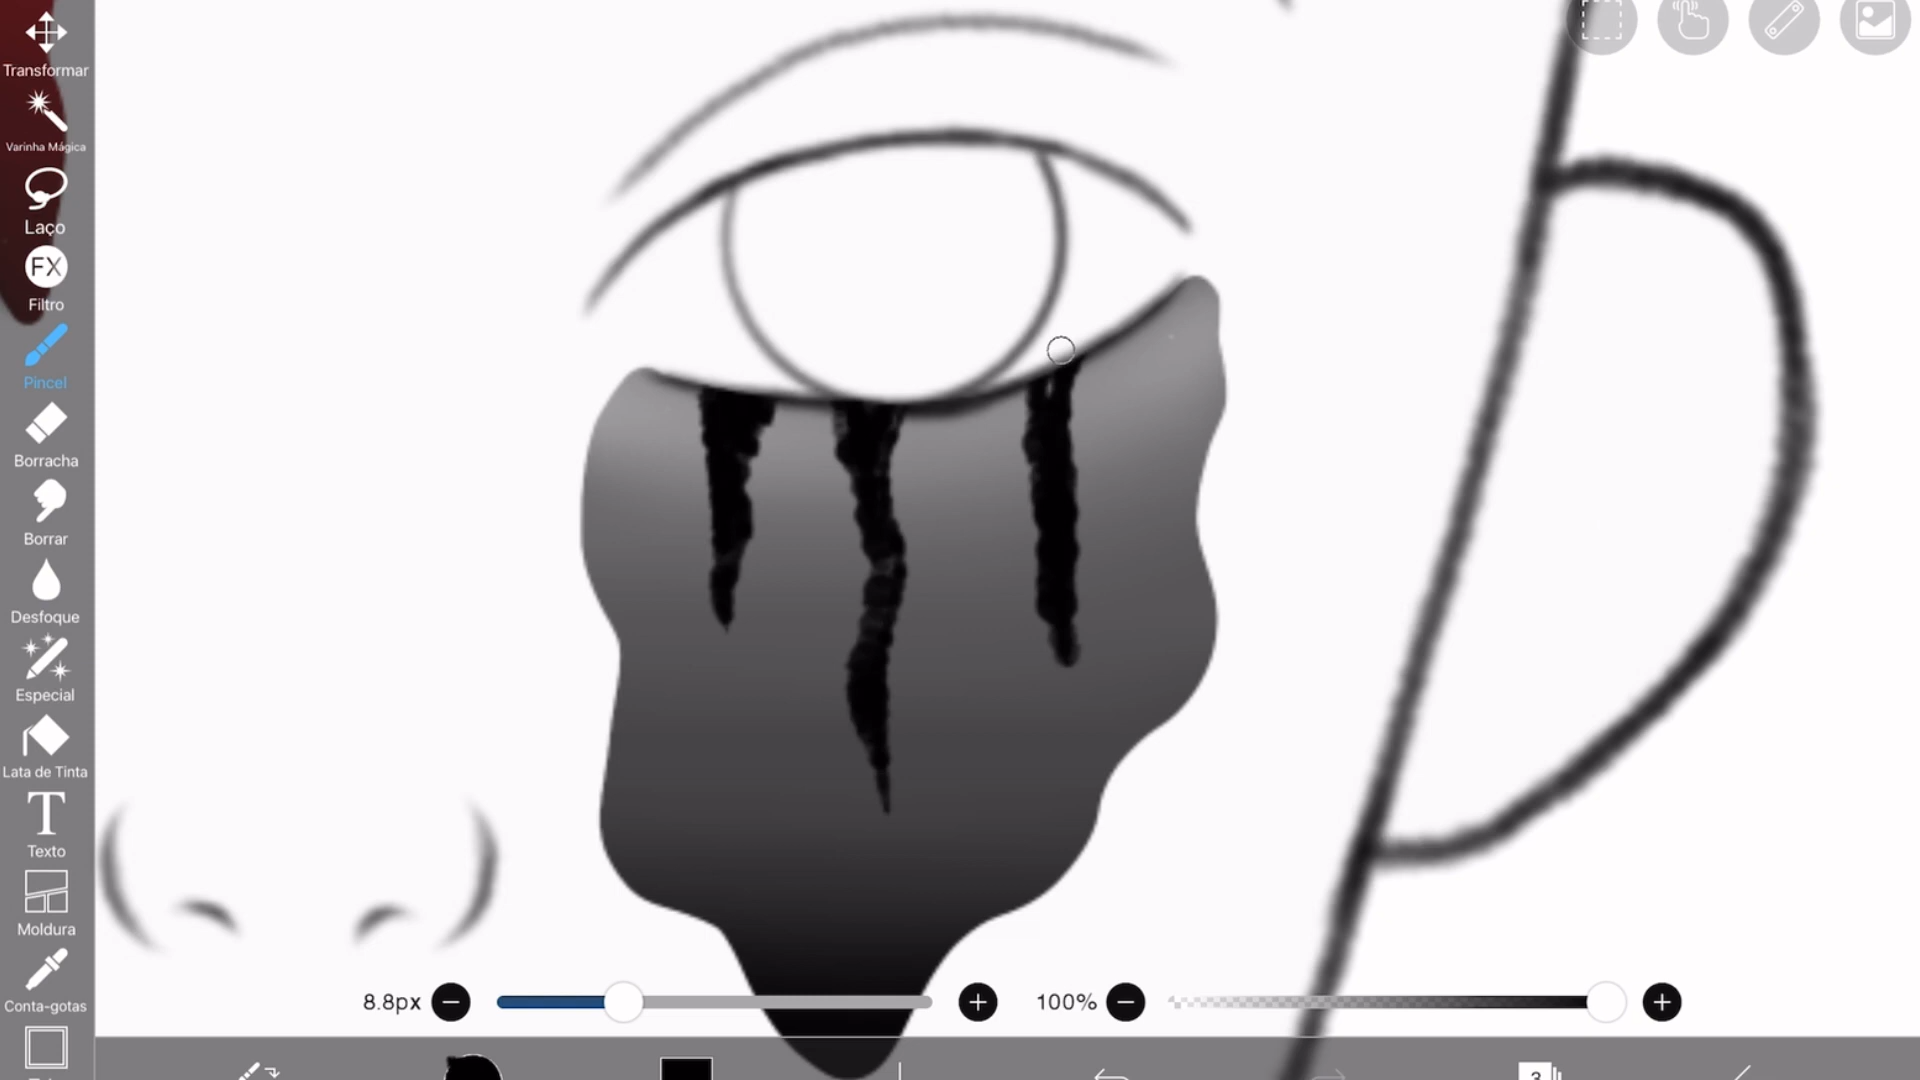 Transformar
Varinha Mágica
Laço
FX
Filtro
Pincel
Borracha
Borrar
Desfoque
Especial
Lata de Tinta
T
Texto
Moldura
Conta-gotas
8.8px
100%
3